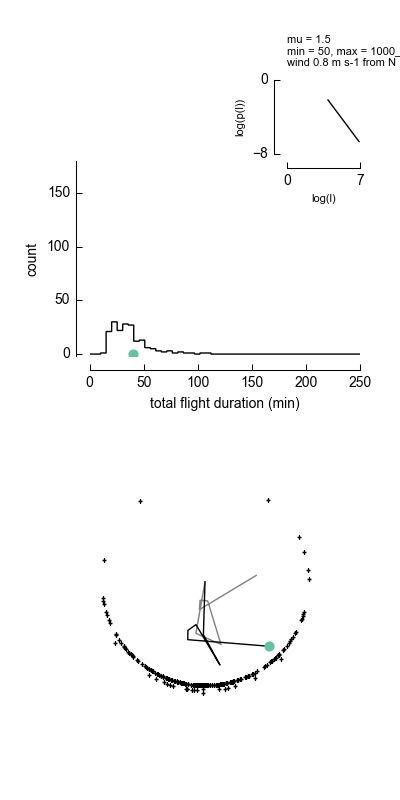 mu = 1.5
min = 50, max = 1000_
wind 0.8 m s-1 from N
0
log(p(l))
−8
0
7
log(l)
150
100
count
50
0
0
50
100
150
200
250
total flight duration (min)